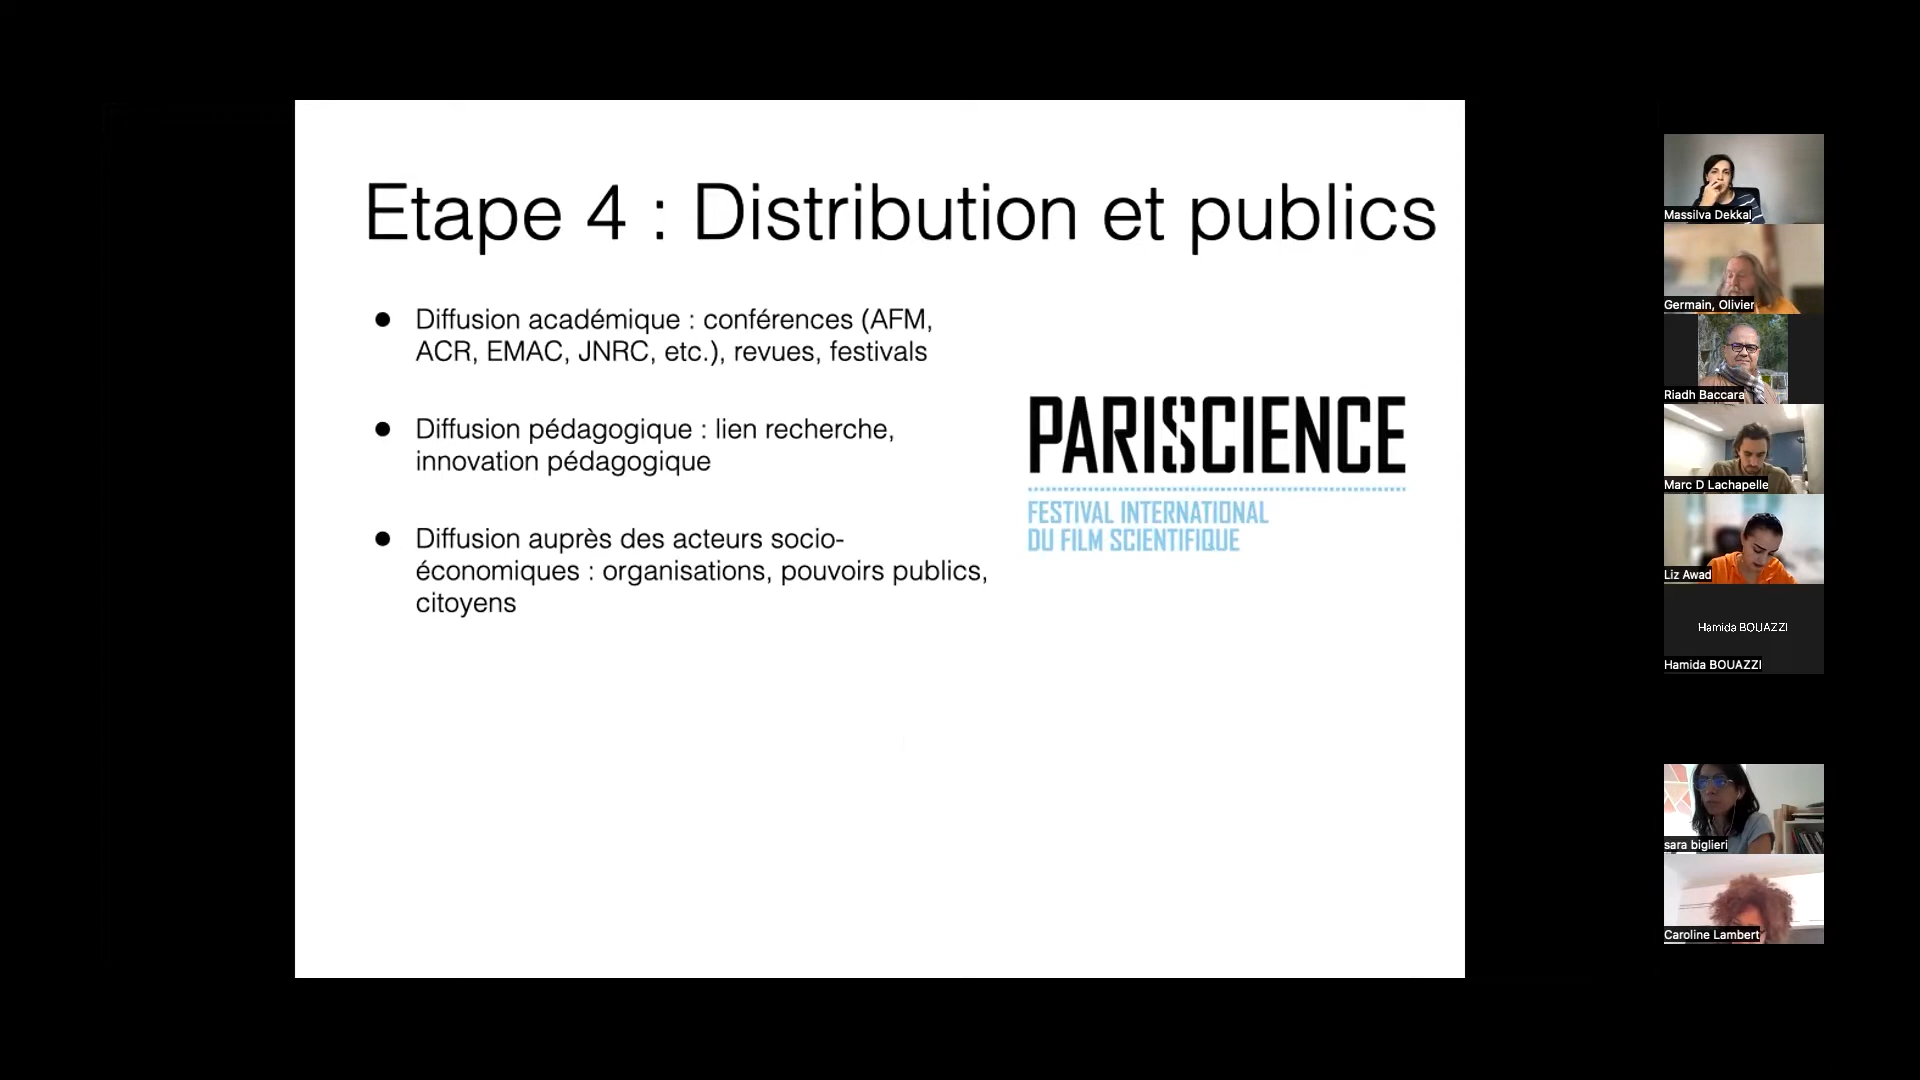 Etape 4 : Distribution et publics
● Diffusion académique : conférences (AFM,
ACR, EMAC, JNRC, etc.), revues, festivals
● Diffusion pédagogique : lien recherche,
innovation pédagogique
● Diffusion auprès des acteurs socio-
économiques : organisations, pouvoirs publics,
citoyens
PARISCIENCE
FESTIVAL INTERNATIONAL
DU FILM SCIENTIFIQUE
Massilva Dekkal
Germain, Olivier
Riadh Baccara
Marc D Lachapelle
Liz Awad
Hamida BOUAZZI
Hamida BOUAZZI
sara biglieri
Caroline Lambert